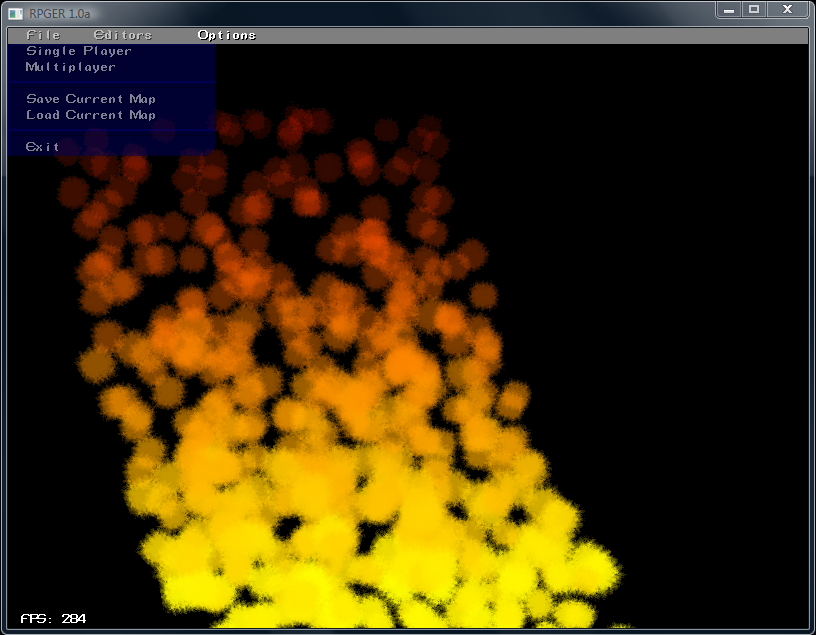 RPGER 1.0a
File Editors Options
Single Player
Multiplayer
Save Current Map
Load Current Map
Exit
FPS: 284